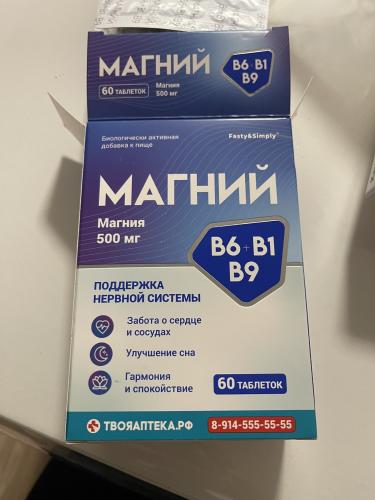 МАГНИЙ
B6 B1
B9
60 ТАБЛЕТОК
Магния
500 мг
Биологически активная
добавка к пище
Fasty&Simply
МАГНИЙ
Магния
500 мг
B6 + B1
B9
ПОДДЕРЖКА
НЕРВНОЙ СИСТЕМЫ
Забота о сердце
и сосудах
Улучшение сна
Гармония
и спокойствие
60 ТАБЛЕТОК
ТВОЯАПТЕКА.РФ
8-914-555-55-55